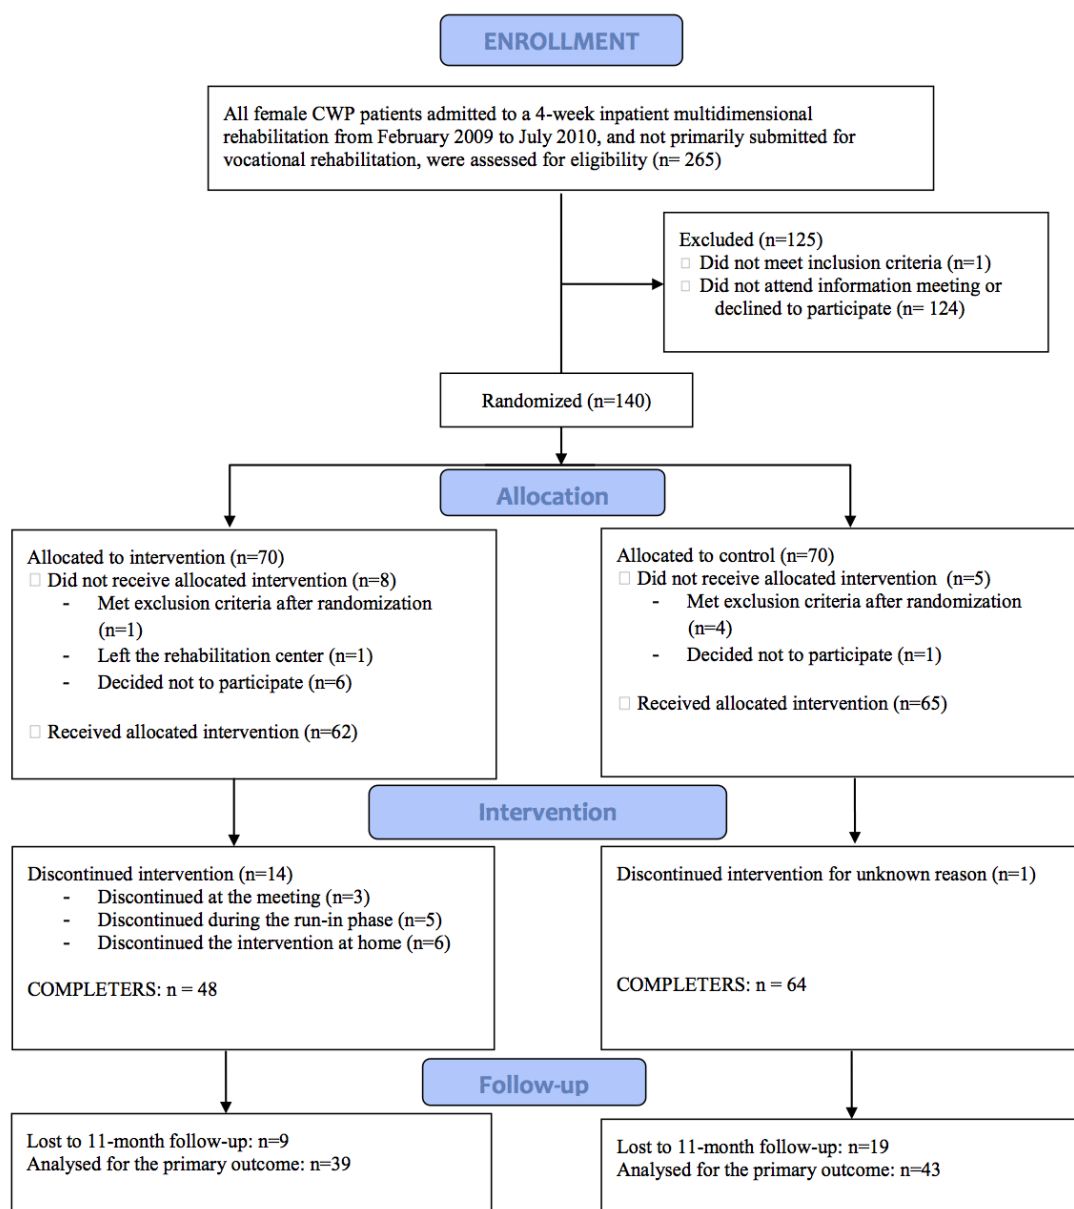 ENROLLMENT
All female CWP patients admitted to a 4-week inpatient multidimensional
rehabilitation from February 2009 to July 2010, and not primarily submitted for
vocational rehabilitation, were assessed for eligibility (n= 265)
Excluded (n=125)
□ Did not meet inclusion criteria (n=1)
□ Did not attend information meeting or
declined to participate (n= 124)
Randomized (n=140)
Allocation
Allocated to intervention (n=70)
□ Did not receive allocated intervention (n=8)
- Met exclusion criteria after randomization
(n=1)
- Left the rehabilitation center (n=1)
- Decided not to participate (n=6)
□ Received allocated intervention (n=62)
Allocated to control (n=70)
□ Did not receive allocated intervention (n=5)
- Met exclusion criteria after randomization
(n=4)
- Decided not to participate (n=1)
□ Received allocated intervention (n=65)
Intervention
Discontinued intervention (n=14)
- Discontinued at the meeting (n=3)
- Discontinued during the run-in phase (n=5)
- Discontinued the intervention at home (n=6)
COMPLETERS: n = 48
Discontinued intervention for unknown reason (n=1)
COMPLETERS: n = 64
Follow-up
Lost to 11-month follow-up: n=9
Analysed for the primary outcome: n=39
Lost to 11-month follow-up: n=19
Analysed for the primary outcome: n=43